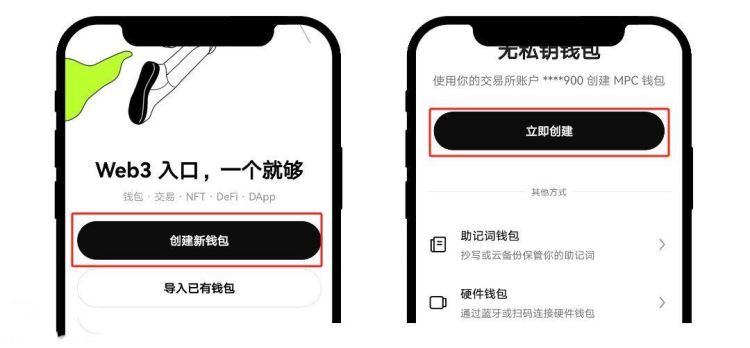 Web3 入口，一个就够
钱包 · 交易 · NFT · DeFi · DApp
创建新钱包
导入已有钱包
无私钥钱包
使用你的交易所账户 ****900 创建 MPC 钱包
立即创建
其他方式
助记词钱包
抄写或云备份保管你的助记词
硬件钱包
通过蓝牙或扫码连接硬件钱包